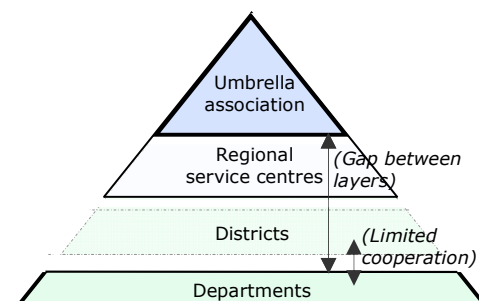 Umbrella
association
Regional
service centres
(Gap between
layers)
Districts
(Limited
cooperation)
Departments